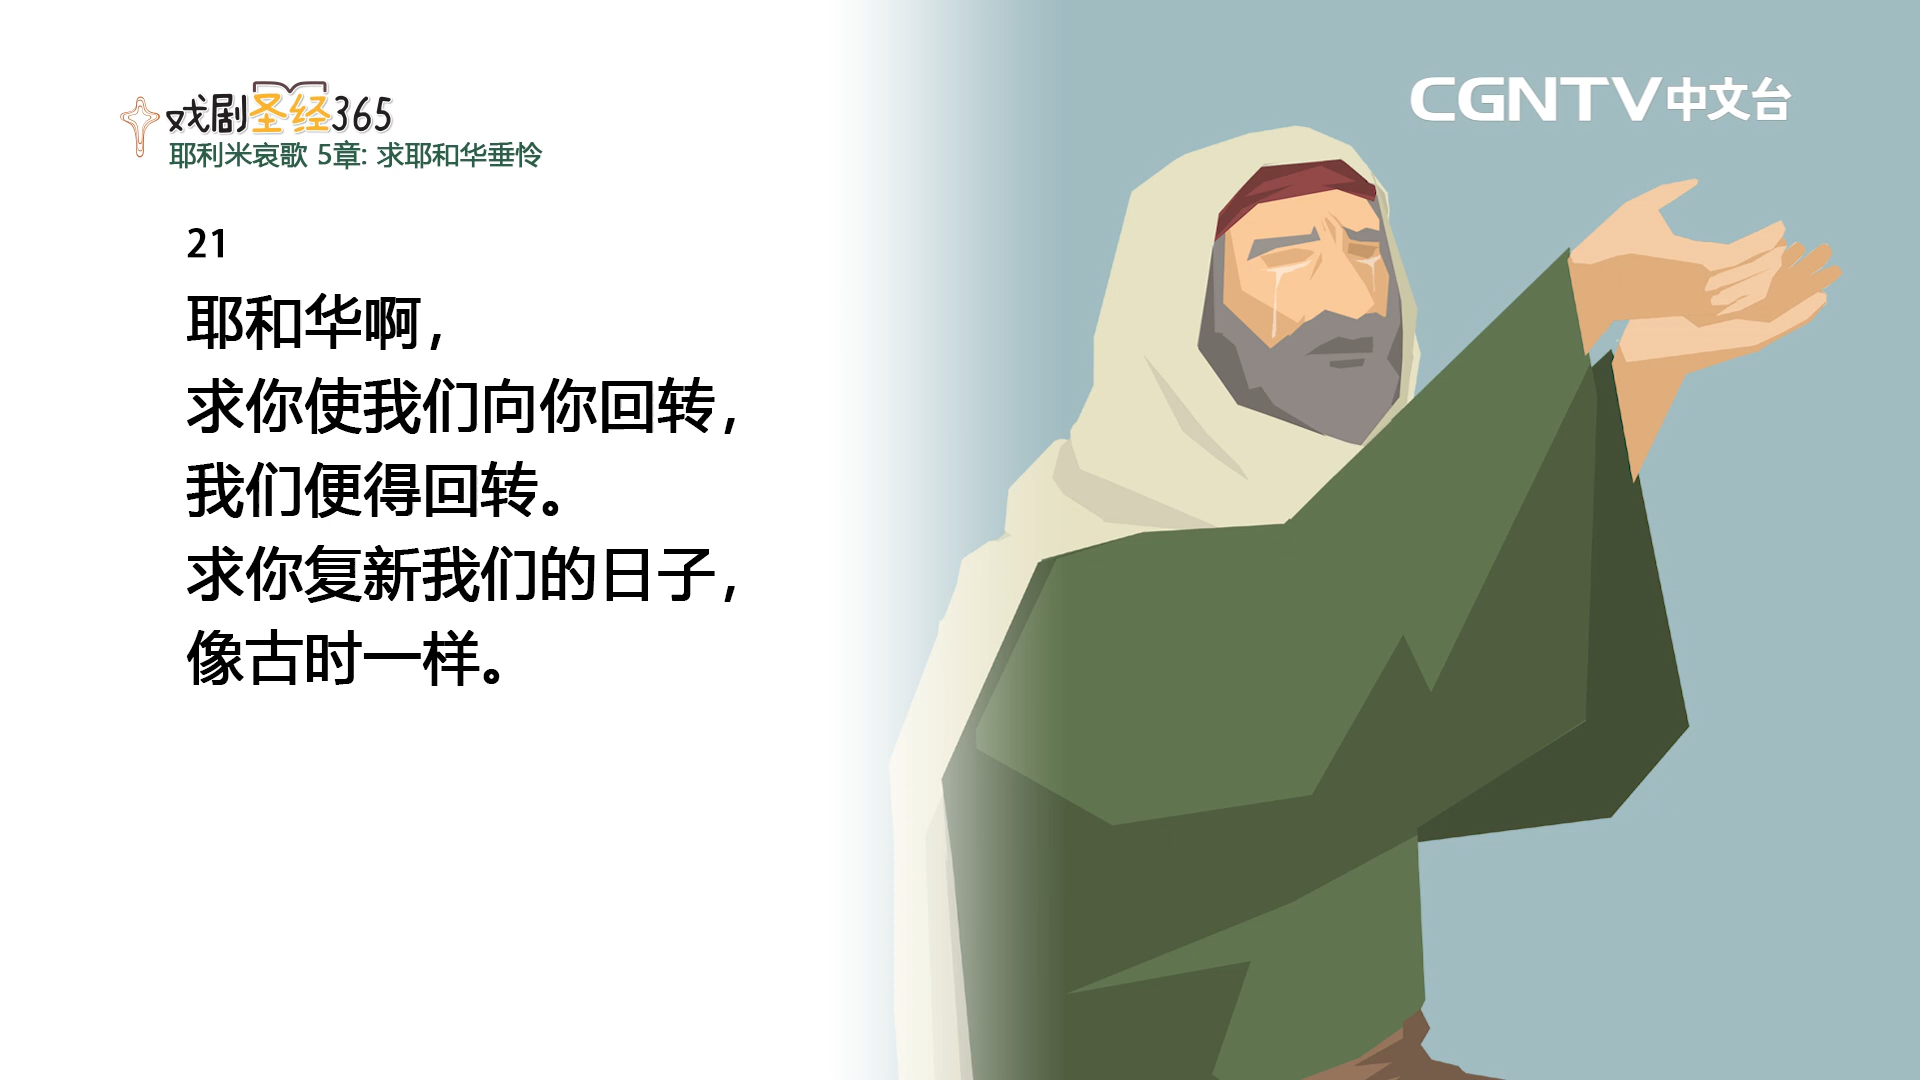 戏剧圣经365
耶利米哀歌 5章: 求耶和华垂怜
CGNTV中文台
21
耶和华啊，
求你使我们向你回转，
我们便得回转。
求你复新我们的日子，
像古时一样。